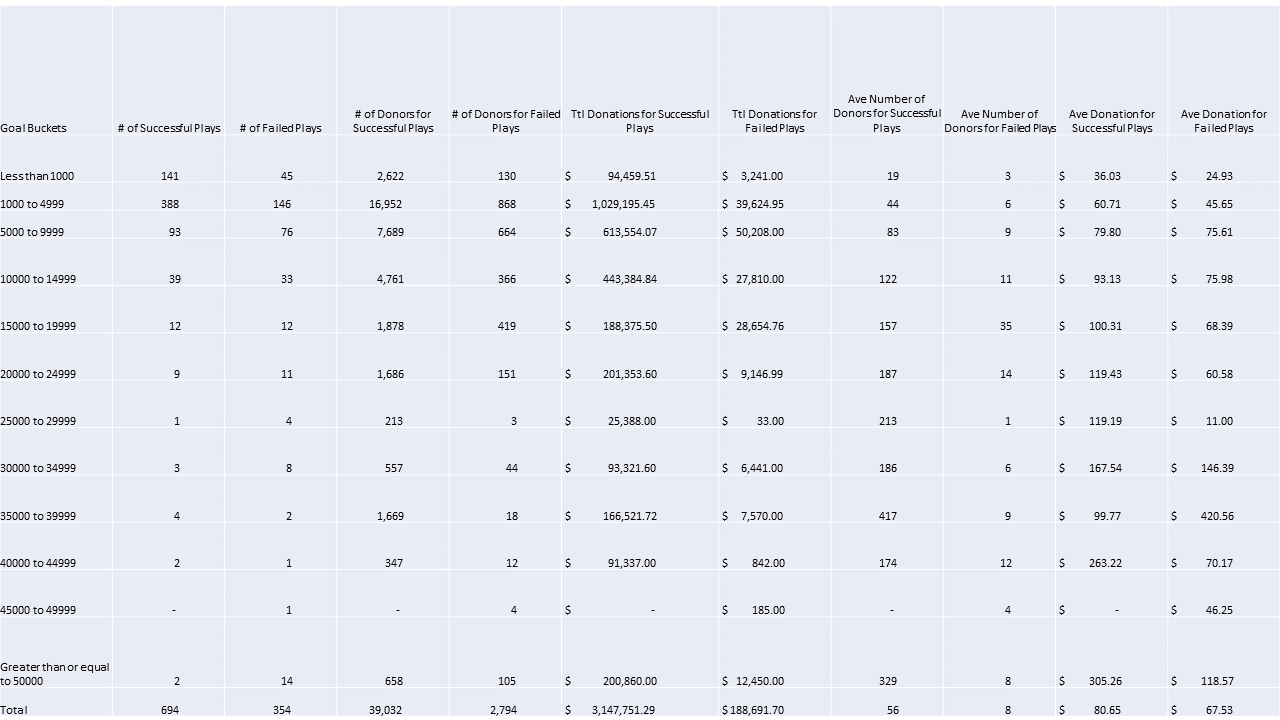 Goal Buckets # of Successful Plays # of Failed Plays # of Donors for Successful Plays # of Donors for Failed Plays Ttl Donations for Successful Plays Ttl Donations for Failed Plays Ave Number of Donors for Successful Plays Ave Number of Donors for Failed Plays Ave Donation for Successful Plays Ave Donation for Failed Plays
Less than 1000 141 45 2,622 130 $ 94,459.51 $ 3,241.00 19 3 $ 36.03 $ 24.93
1000 to 4999 388 146 16,952 868 $ 1,029,195.45 $ 39,624.95 44 6 $ 60.71 $ 45.65
5000 to 9999 93 76 7,689 664 $ 613,554.07 $ 50,208.00 83 9 $ 79.80 $ 75.61
10000 to 14999 39 33 4,761 366 $ 443,384.84 $ 27,810.00 122 11 $ 93.13 $ 75.98
15000 to 19999 12 12 1,878 419 $ 188,375.50 $ 28,654.76 157 35 $ 100.31 $ 68.39
20000 to 24999 9 11 1,686 151 $ 201,353.60 $ 9,146.99 187 14 $ 119.43 $ 60.58
25000 to 29999 1 4 213 3 $ 25,388.00 $ 33.00 213 1 $ 119.19 $ 11.00
30000 to 34999 3 8 557 44 $ 93,321.60 $ 6,441.00 186 6 $ 167.54 $ 146.39
35000 to 39999 4 2 1,669 18 $ 166,521.72 $ 7,570.00 417 9 $ 99.77 $ 420.56
40000 to 44999 2 1 347 12 $ 91,337.00 $ 842.00 174 12 $ 263.22 $ 70.17
45000 to 49999 - 1 - 4 $ - $ 185.00 - 4 $ - $ 46.25
Greater than or equal to 50000 2 14 658 105 $ 200,860.00 $ 12,450.00 329 8 $ 305.26 $ 118.57
Total 694 354 39,032 2,794 $ 3,147,751.29 $ 188,691.70 56 8 $ 80.65 $ 67.53